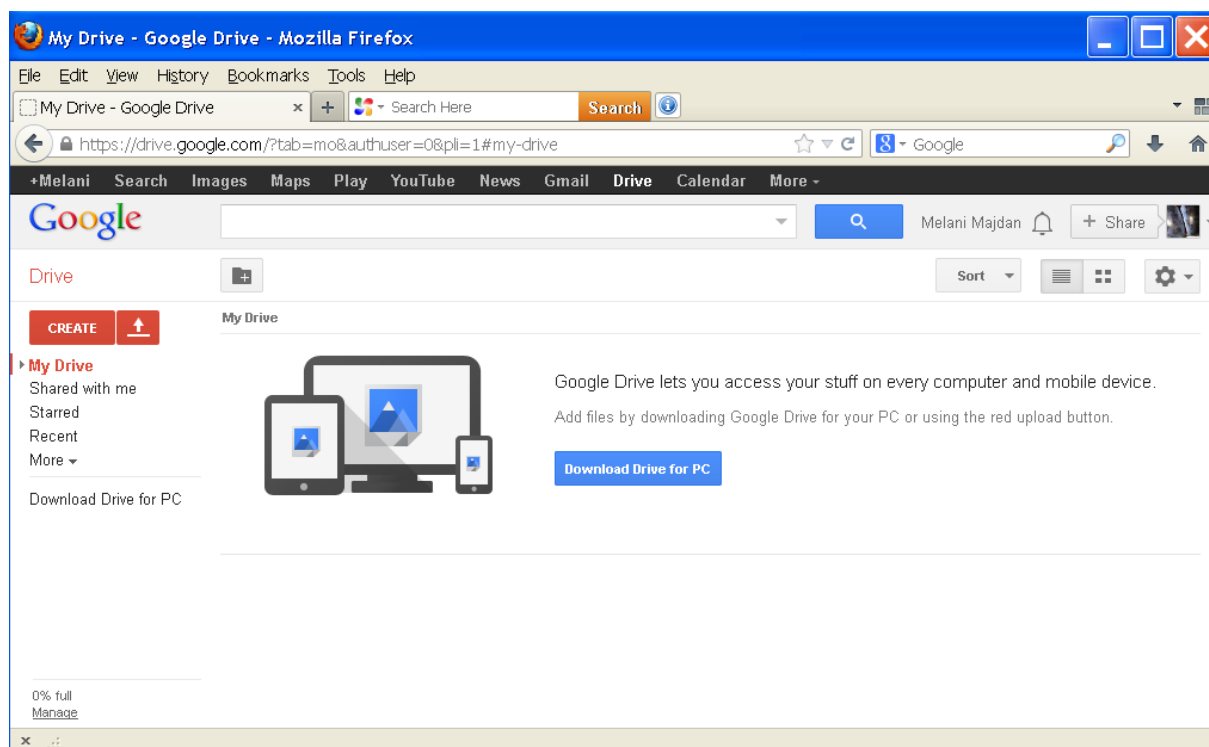 My Drive - Google Drive - Mozilla Firefox
File Edit View History Bookmarks Tools Help
My Drive - Google Drive × + Search Here Search
https://drive.google.com/?tab=mo&authuser=0&pli=1#my-drive 8 Google
+Melani Search Images Maps Play YouTube News Gmail Drive Calendar More
Google Melani Majdan + Share
Drive Sort
CREATE My Drive
My Drive
Shared with me
Starred
Recent
More
Download Drive for PC
Google Drive lets you access your stuff on every computer and mobile device.
Add files by downloading Google Drive for your PC or using the red upload button.
Download Drive for PC
0% full
Manage
x